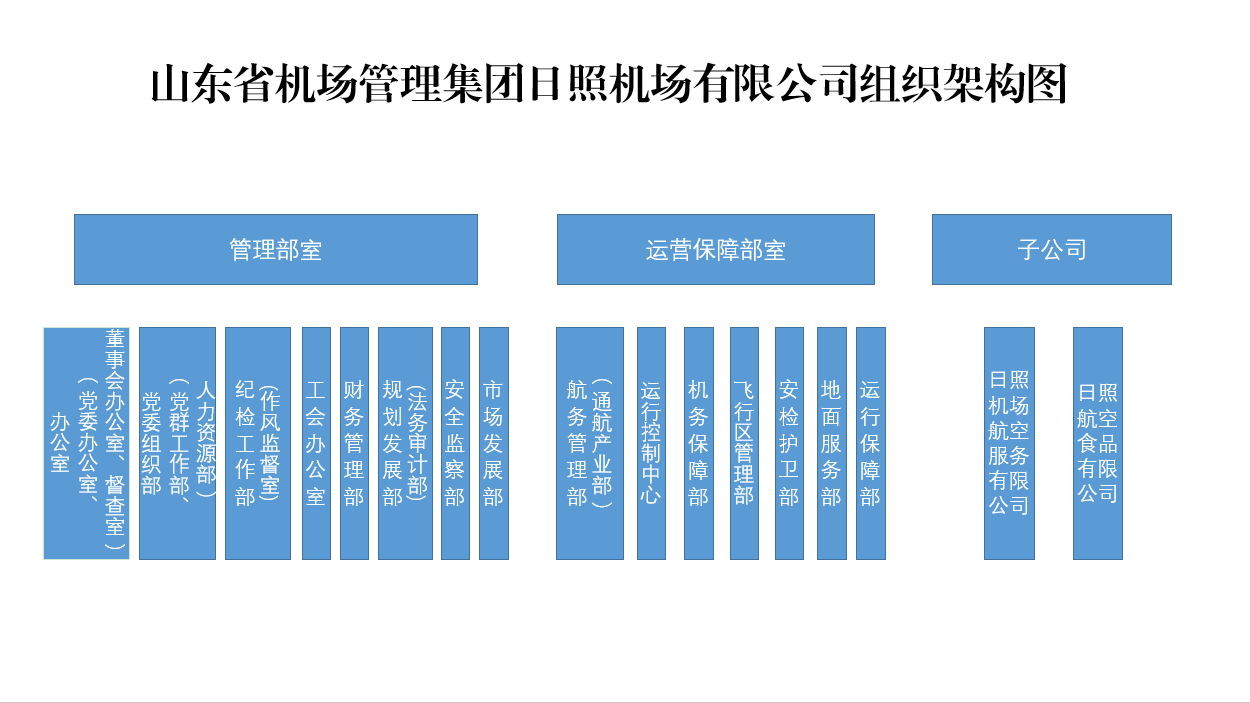 山东省机场管理集团日照机场有限公司组织架构图
管理部室
运营保障部室
子公司
办公室
（党委办公室、
董事会办公室、督查室）
党委组织部
（党群工作部、
人力资源部）
纪检工作部
(作风监督室)
工会办公室
财务管理部
规划发展部
(法务审计部)
安全监察部
市场发展部
航务管理部
（通航产业部）
运行控制中心
机务保障部
飞行区管理部
安检护卫部
地面服务部
运行保障部
日照
机场
航空
服务
有限
公司
日照
航空
食品
有限
公司